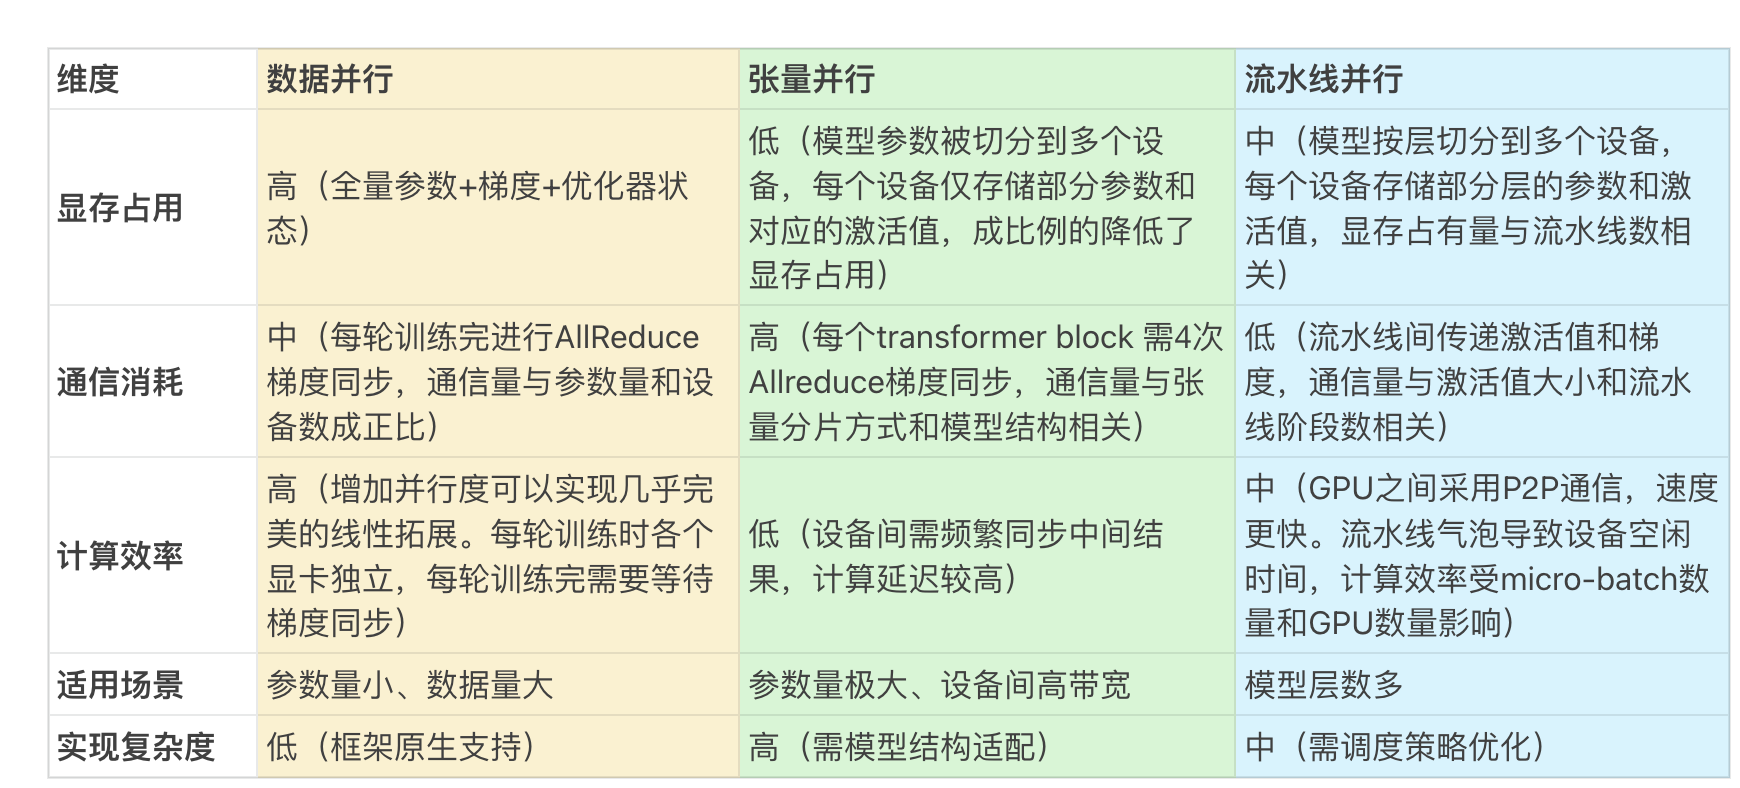 维度
数据并行
张量并行
流水线并行
显存占用
高（全量参数+梯度+优化器状
态）
低（模型参数被切分到多个设
备，每个设备仅存储部分参数和
对应的激活值，成比例的降低了
显存占用）
中（模型按层切分到多个设备，
每个设备存储部分层的参数和激
活值，显存占有量与流水线数相
关）
通信消耗
中（每轮训练完进行AllReduce
梯度同步，通信量与参数量和设
备数成正比）
高（每个transformer block 需4次
Allreduce梯度同步，通信量与张
量分片方式和模型结构相关）
低（流水线间传递激活值和梯
度，通信量与激活值大小和流水
线阶段数相关）
计算效率
高（增加并行度可以实现几乎完
美的线性拓展。每轮训练时各个
显卡独立，每轮训练完需要等待
梯度同步）
低（设备间需频繁同步中间结
果，计算延迟较高）
中（GPU之间采用P2P通信，速度
更快。流水线气泡导致设备空闲
时间，计算效率受micro-batch数
量和GPU数量影响）
适用场景
参数量小、数据量大
参数量极大、设备间高带宽
模型层数多
实现复杂度
低（框架原生支持）
高（需模型结构适配）
中（需调度策略优化）